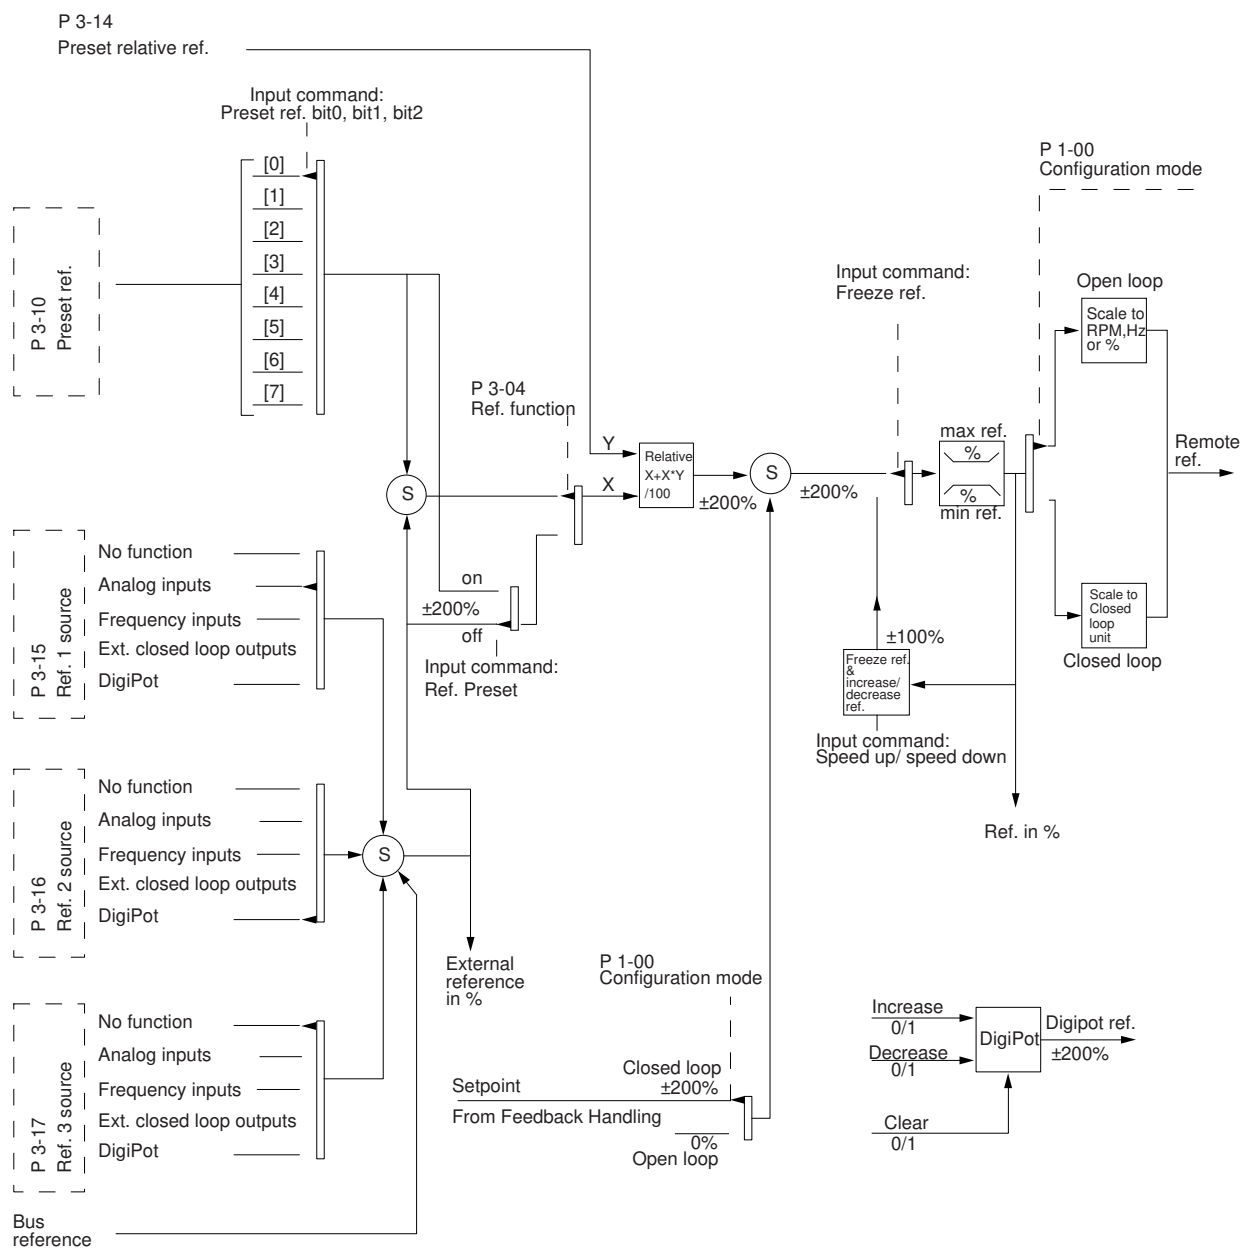 P 3-14
Preset relative ref.
Input command:
Preset ref. bit0, bit1, bit2
[0]
[1]
[2]
[3]
[4]
[5]
[6]
[7]
P 3-10
Preset ref.
P 1-00
Configuration mode
Input command:
Freeze ref.
Open loop
Scale to
RPM,Hz
or %
P 3-04
Ref. function
Y
X
Relative
X+X*Y
/100
±200%
S
±200%
max ref.
%
%
min ref.
Remote
ref.
S
P 3-15
Ref. 1 source
No function
Analog inputs
Frequency inputs
Ext. closed loop outputs
DigiPot
on
±200%
off
Input command:
Ref. Preset
±100%
Freeze ref.
&
increase/
decrease
ref.
Input command:
Speed up/ speed down
Scale to
Closed
loop
unit
Closed loop
Ref. in %
P 3-16
Ref. 2 source
No function
Analog inputs
Frequency inputs
Ext. closed loop outputs
DigiPot
S
External
reference
in %
P 3-17
Ref. 3 source
No function
Analog inputs
Frequency inputs
Ext. closed loop outputs
DigiPot
P 1-00
Configuration mode
Closed loop
±200%
Setpoint
From Feedback Handling
0%
Open loop
Increase
0/1
Decrease
0/1
Clear
0/1
DigiPot
Digipot ref.
±200%
Bus
reference